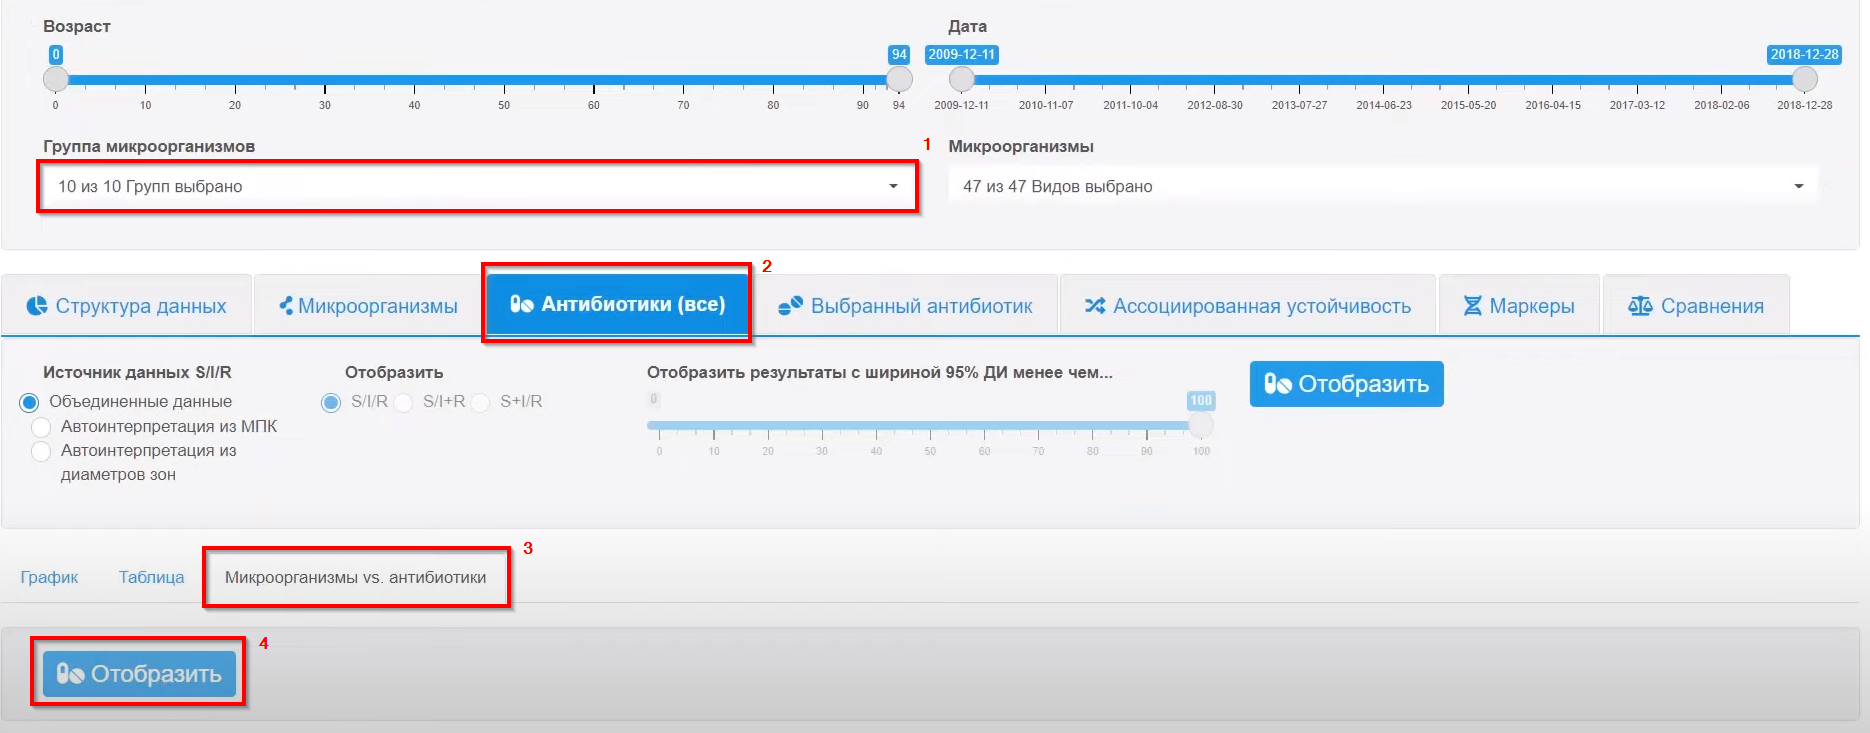 Возраст
0
94
0 10 20 30 40 50 60 70 80 90 94
Дата
2009-12-11
2018-12-28
2009-12-11 2010-11-07 2011-10-04 2012-08-30 2013-07-27 2014-06-23 2015-05-20 2016-04-15 2017-03-12 2018-02-06 2018-12-28
Группа микроорганизмов
1
10 из 10 Групп выбрано
Микроорганизмы
47 из 47 Видов выбрано
2
Структура данных
Микроорганизмы
Антибиотики (все)
Выбранный антибиотик
Ассоциированная устойчивость
Маркеры
Сравнения
Источник данных S/I/R
Объединенные данные
Автоинтерпретация из МПК
Автоинтерпретация из
диаметров зон
Отобразить
S/I/R S/I+R S+I/R
Отобразить результаты с шириной 95% ДИ менее чем...
0
100
0 10 20 30 40 50 60 70 80 90 100
Отобразить
3
График
Таблица
Микроорганизмы vs. антибиотики
4
Отобразить